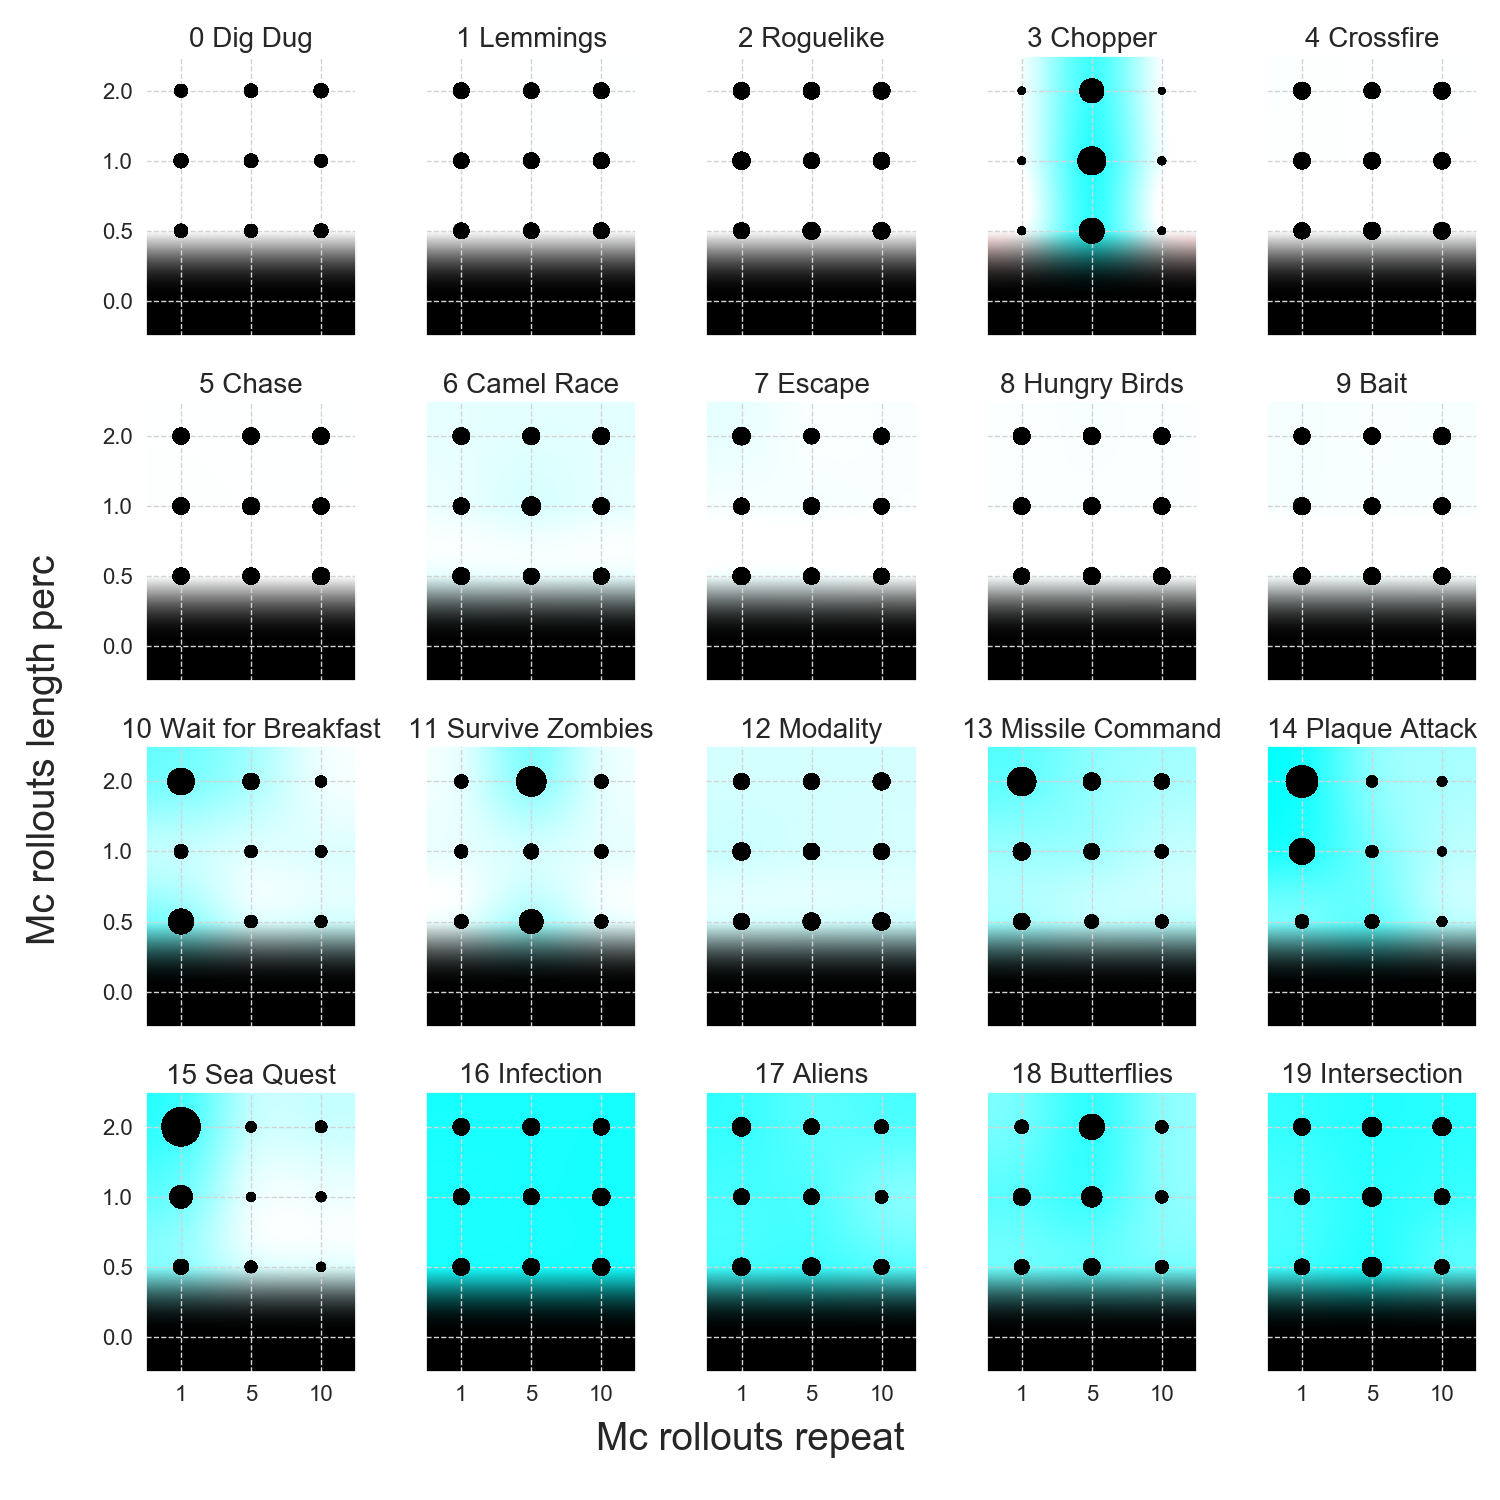 0 Dig Dug
1 Lemmings
2 Roguelike
3 Chopper
4 Crossfire
2.0
1.0
0.5
0.0
5 Chase
6 Camel Race
7 Escape
8 Hungry Birds
9 Bait
2.0
1.0
0.5
0.0
Mc rollouts length perc
10 Wait for Breakfast
11 Survive Zombies
12 Modality
13 Missile Command
14 Plaque Attack
2.0
1.0
0.5
0.0
15 Sea Quest
16 Infection
17 Aliens
18 Butterflies
19 Intersection
2.0
1.0
0.5
0.0
1 5 10 1 5 10 1 5 10 1 5 10 1 5 10
Mc rollouts repeat